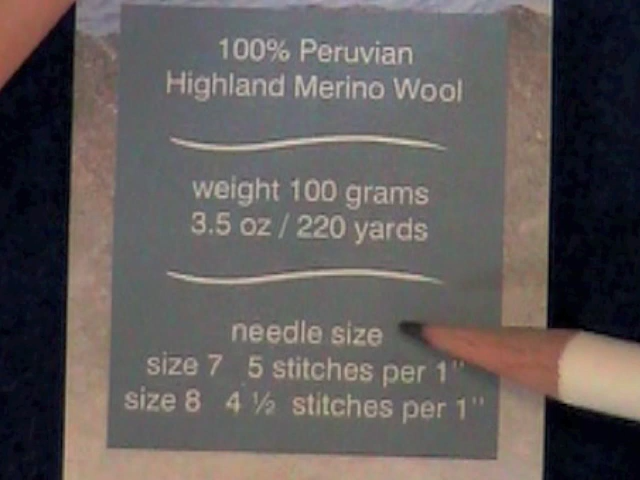 100% Peruvian
Highland Merino Wool
weight 100 grams
3.5 oz / 220 yards
needle size
size 7 5 stitches per 1"
size 8 4 ½ stitches per 1"